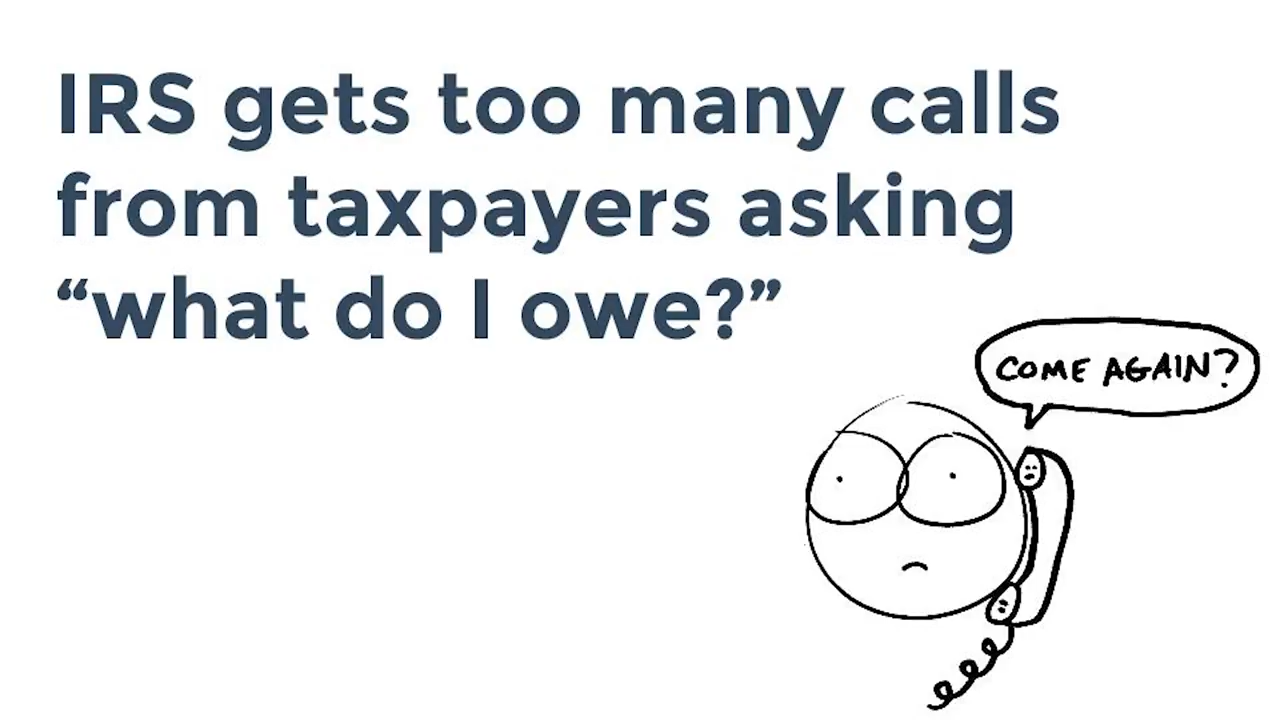 IRS gets too many calls
from taxpayers asking
“what do I owe?”
COME AGAIN?